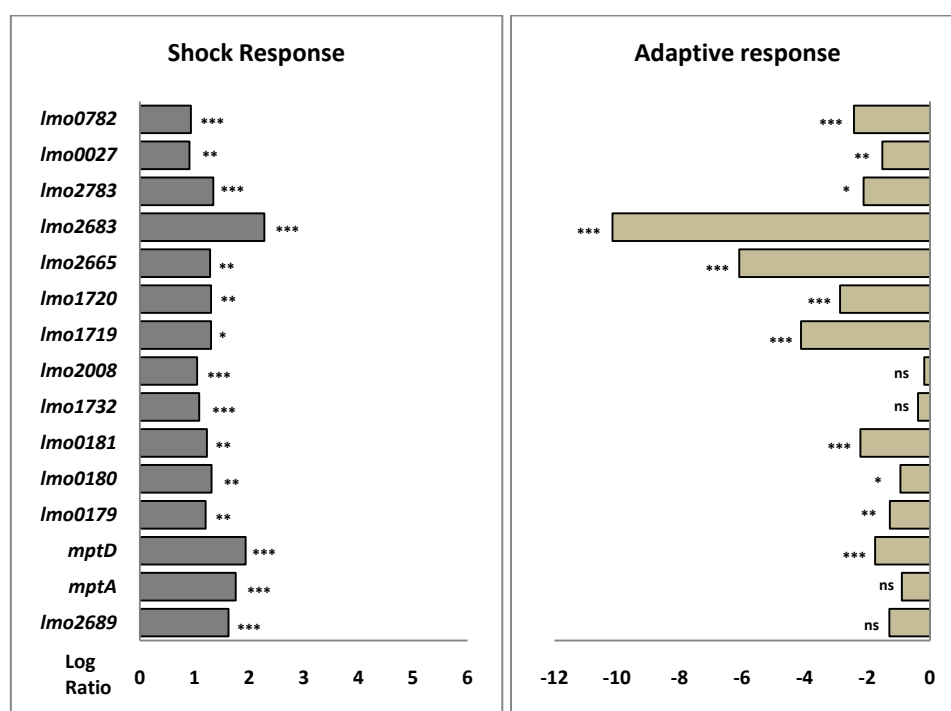 Shock Response
Adaptive response
lmo0782 *** ***
lmo0027 ** **
lmo2783 *** *
lmo2683 *** ***
lmo2665 ** ***
lmo1720 ** ***
lmo1719 * ***
lmo2008 *** ns
lmo1732 *** ns
lmo0181 ** ***
lmo0180 ** *
lmo0179 ** **
mptD *** ***
mptA *** ns
lmo2689 *** ns
Log
Ratio
0 1 2 3 4 5 6
-12 -10 -8 -6 -4 -2 0